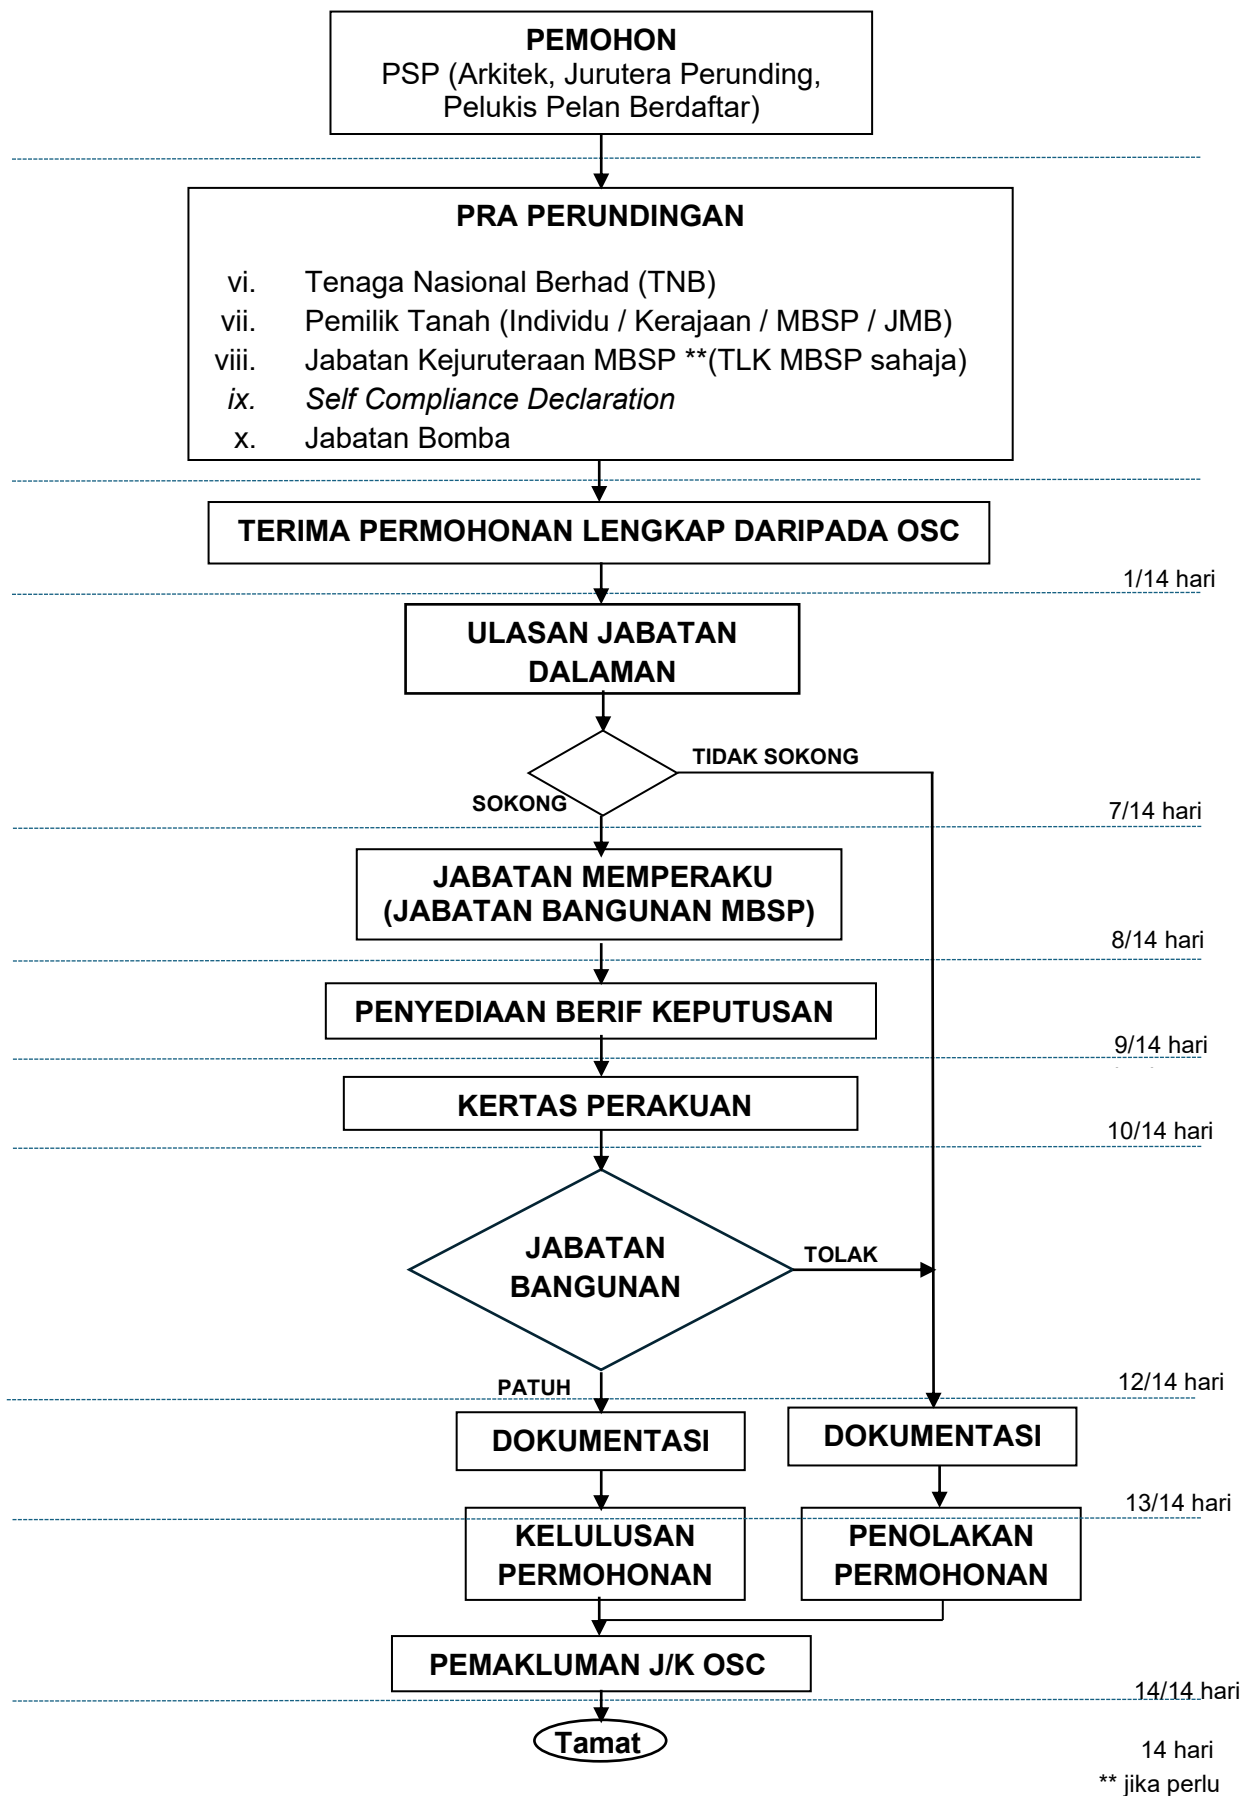 PEMOHON
PSP (Arkitek, Jurutera Perunding,
Pelukis Pelan Berdaftar)
PRA PERUNDINGAN
vi. Tenaga Nasional Berhad (TNB)
vii. Pemilik Tanah (Individu / Kerajaan / MBSP / JMB)
viii. Jabatan Kejuruteraan MBSP **(TLK MBSP sahaja)
ix. Self Compliance Declaration
x. Jabatan Bomba
TERIMA PERMOHONAN LENGKAP DARIPADA OSC
1/14 hari
ULASAN JABATAN
DALAMAN
TIDAK SOKONG
SOKONG
7/14 hari
JABATAN MEMPERAKU
(JABATAN BANGUNAN MBSP)
8/14 hari
PENYEDIAAN BERIF KEPUTUSAN
9/14 hari
KERTAS PERAKUAN
10/14 hari
JABATAN
BANGUNAN
TOLAK
PATUH
12/14 hari
DOKUMENTASI
DOKUMENTASI
13/14 hari
KELULUSAN
PERMOHONAN
PENOLAKAN
PERMOHONAN
PEMAKLUMAN J/K OSC
14/14 hari
Tamat
14 hari
** jika perlu